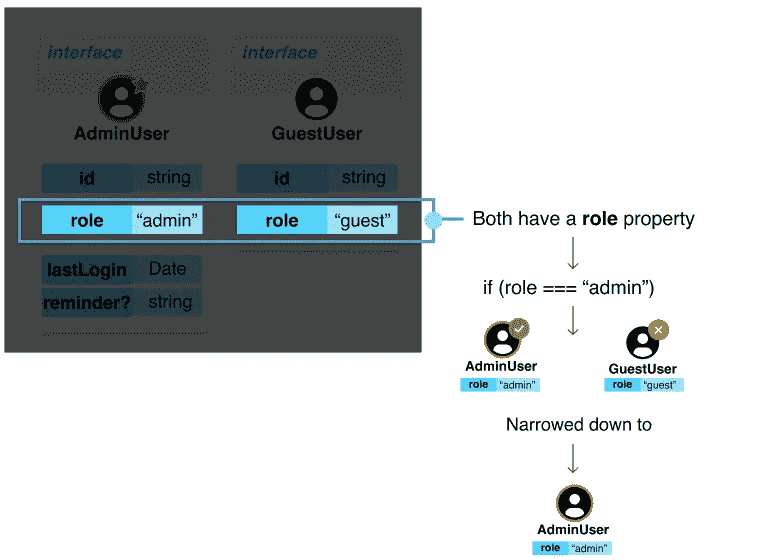 interface interface
AdminUser GuestUser
id string id string
role “admin” role “guest”
lastLogin Date
reminder? string
Both have a role property
if (role === “admin”)
AdminUser GuestUser
role “admin” role “guest”
Narrowed down to
AdminUser
role “admin”